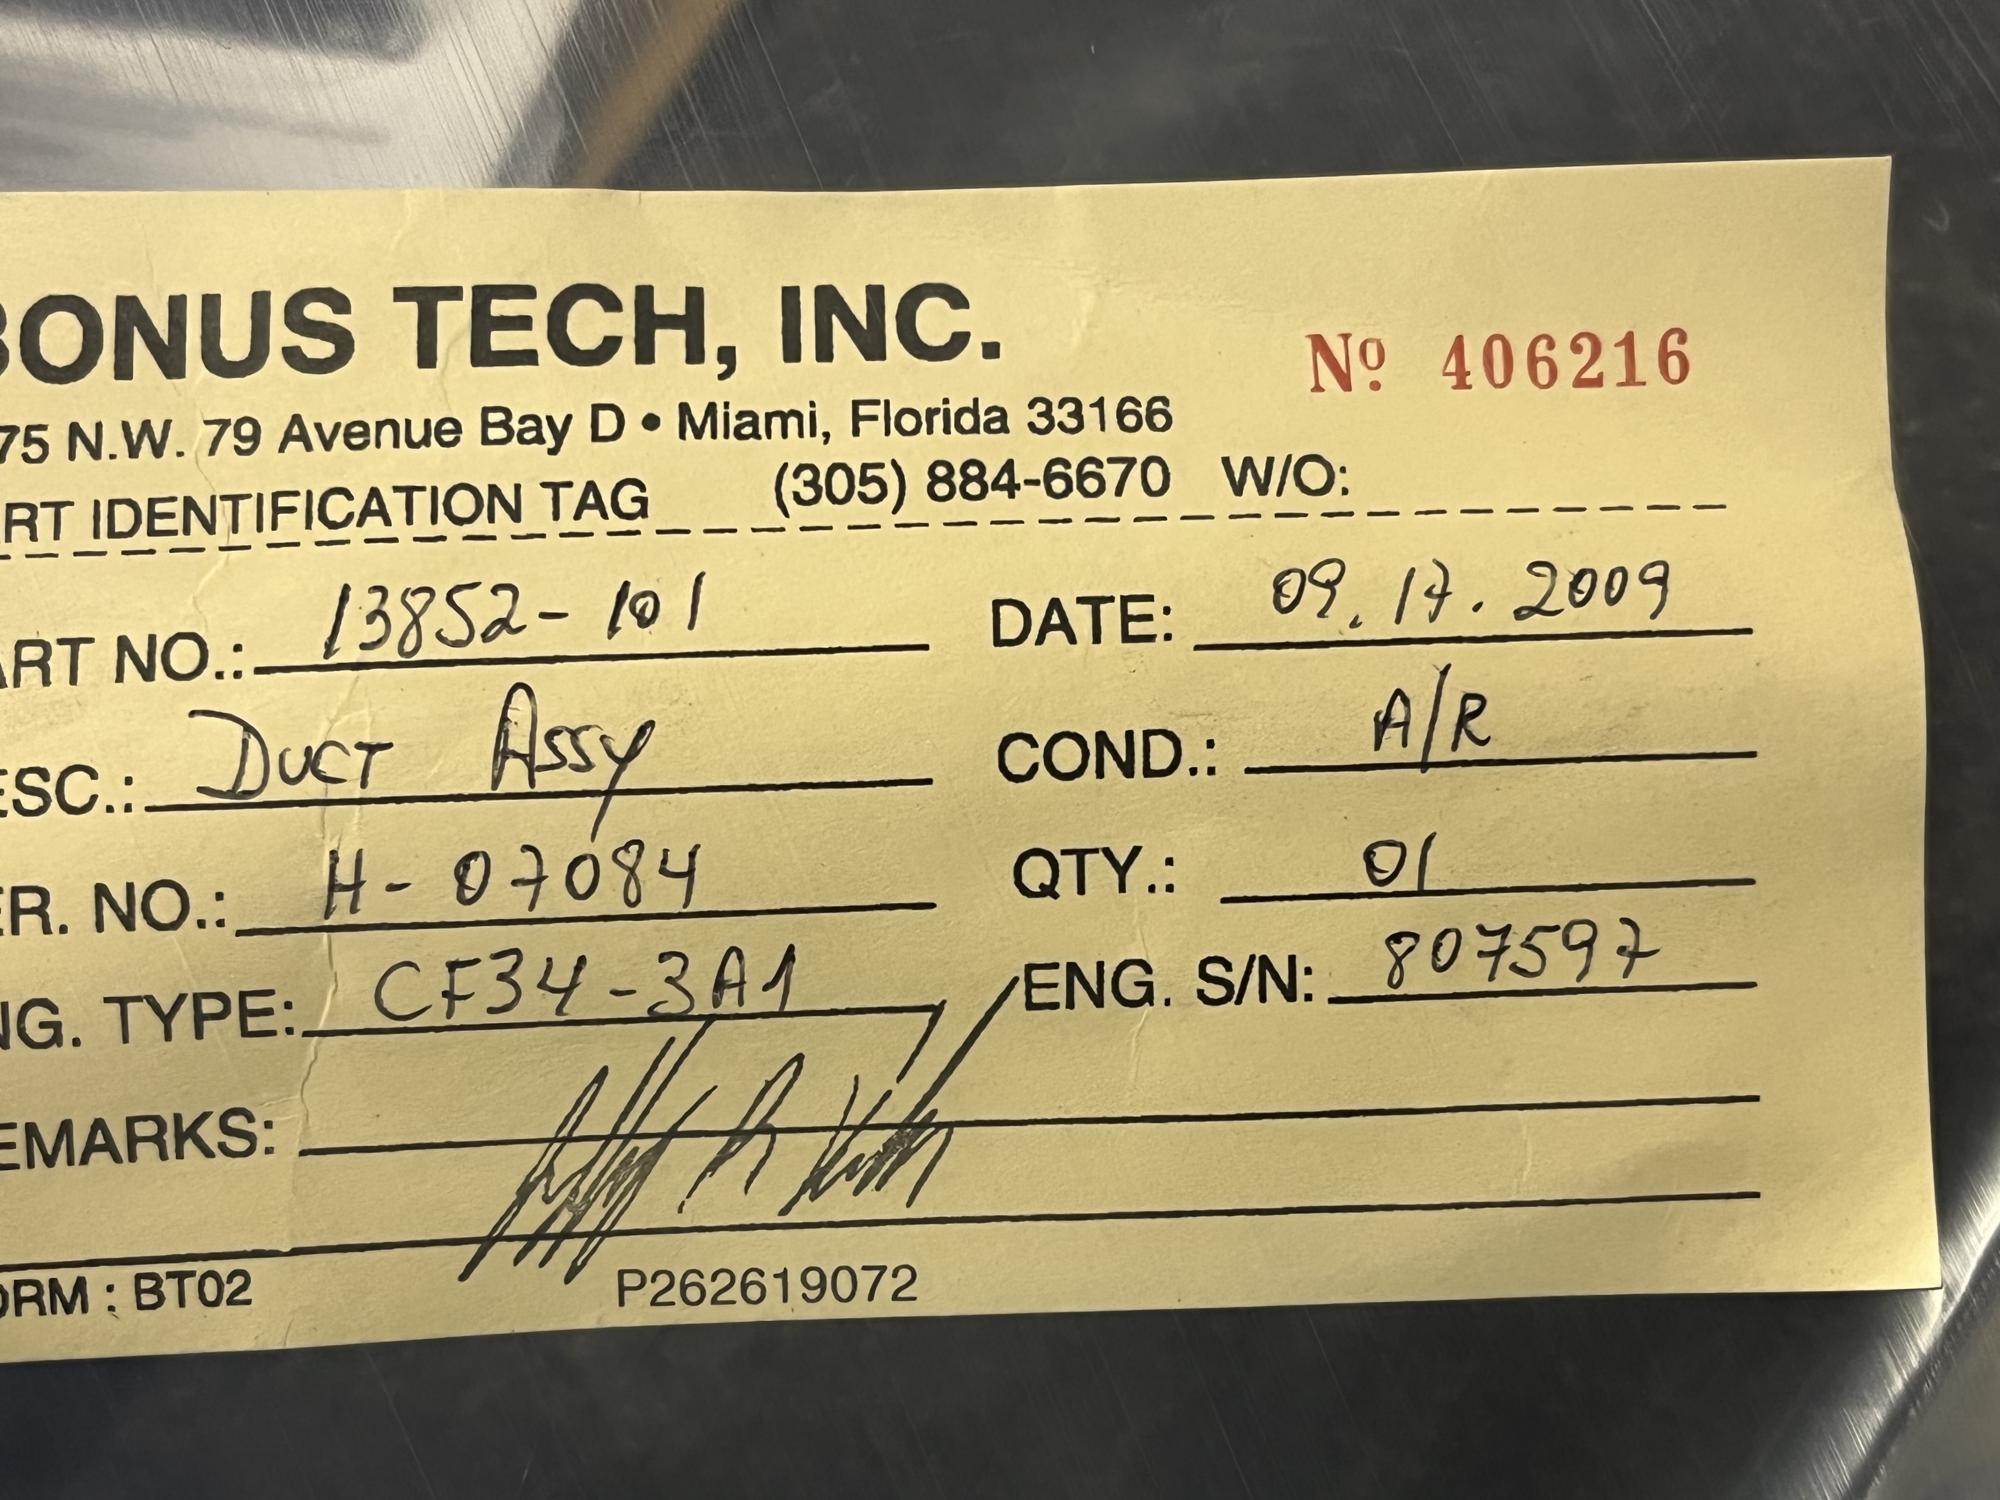 BONUS TECH, INC.
Nº 406216
75 N.W. 79 Avenue Bay D • Miami, Florida 33166
ART IDENTIFICATION TAG (305) 884-6670 W/O:
ART NO.: 13852-101 DATE: 09.17.2009
ESC.: Duct Assy COND.: A/R
ER. NO.: H-07084 QTY.: 01
NG. TYPE: CF34-3A1 ENG. S/N: 807597
EMARKS:
ORM : BT02 P262619072